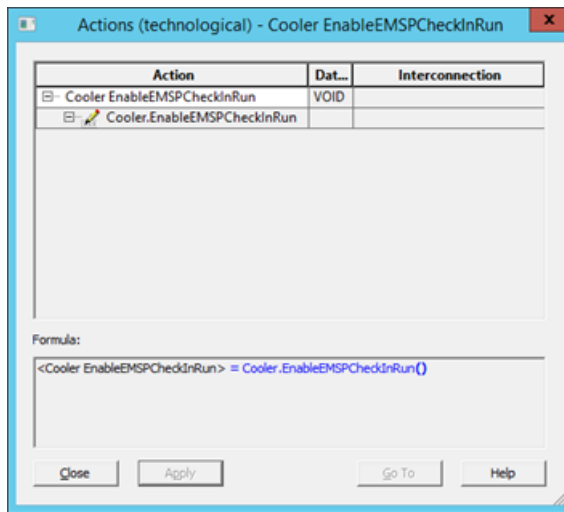 Actions (technological) - Cooler EnableEMSPCheckInRun
x
Action Dat... Interconnection
Cooler EnableEMSPCheckInRun VOID
Cooler.EnableEMSPCheckInRun
Formula:
<Cooler EnableEMSPCheckInRun> = Cooler.EnableEMSPCheckInRun()
Close Apply Go To Help